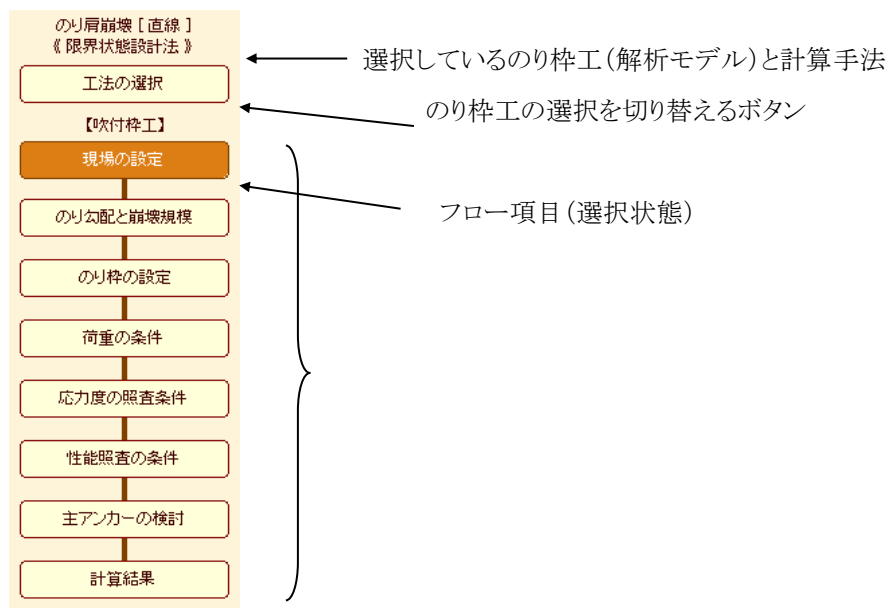 のり肩崩壊 [ 直線 ]
《 限界状態設計法 》
工法の選択
【吹付枠工】
現場の設定
のり勾配と崩壊規模
のり枠の設定
荷重の条件
応力度の照査条件
性能照査の条件
主アンカーの検討
計算結果
選択しているのり枠工（解析モデル）と計算手法
のり枠工の選択を切り替えるボタン
フロー項目（選択状態）